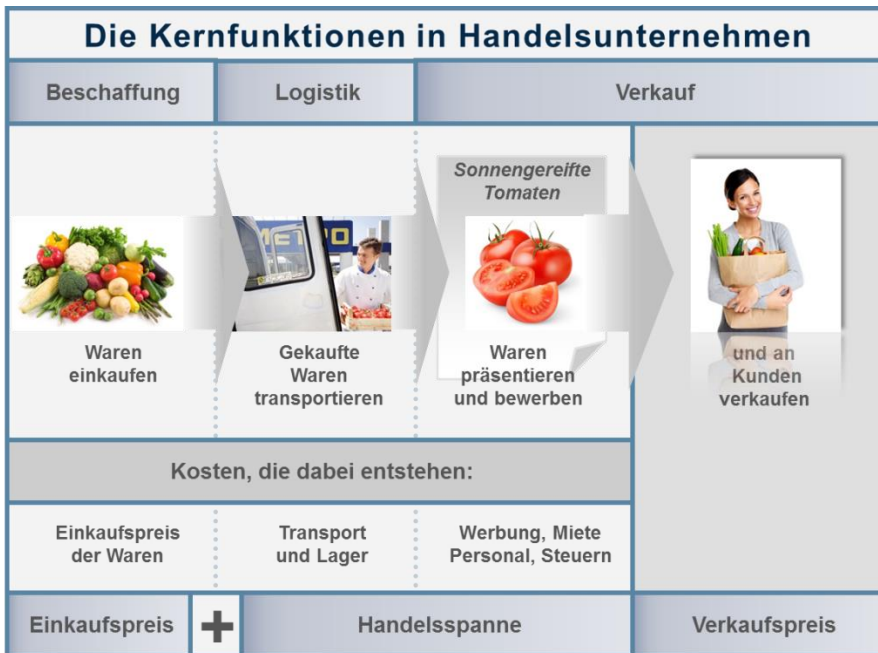 Die Kernfunktionen in Handelsunternehmen
Beschaffung
Logistik
Verkauf
Sonnengereifte
Tomaten
METRO
Waren
einkaufen
Gekaufte
Waren
transportieren
Waren
präsentieren
und bewerben
und an
Kunden
verkaufen
Kosten, die dabei entstehen:
Einkaufspreis
der Waren
Transport
und Lager
Werbung, Miete
Personal, Steuern
Einkaufspreis
+
Handelsspanne
Verkaufspreis